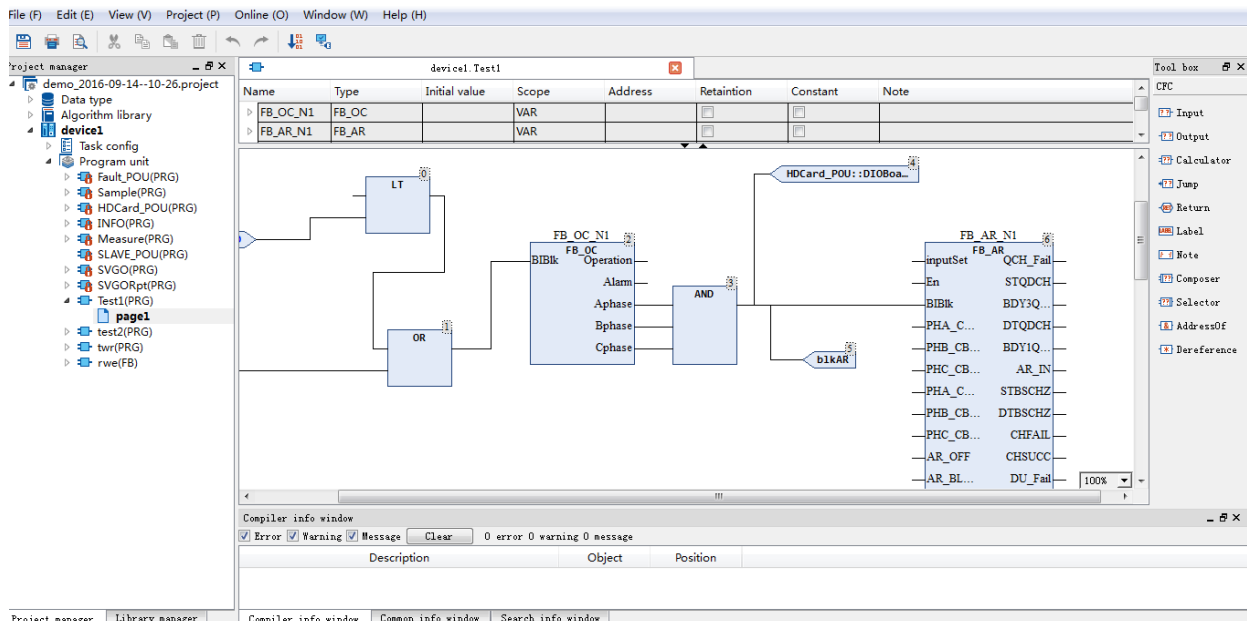 File (F) Edit (E) View (V) Project (P) Online (O) Window (W) Help (H)
Project manager
demo_2016-09-14--10-26.project
Data type
Algorithm library
device1
Task config
Program unit
Fault_POU(PRG)
Sample(PRG)
HDCard_POU(PRG)
INFO(PRG)
Measure(PRG)
SLAVE_POU(PRG)
SVGO(PRG)
SVGORpt(PRG)
Test1(PRG)
page1
test2(PRG)
twr(PRG)
rwe(FB)
Project manager Library manager
device1.Test1
Name Type Initial value Scope Address Retaintion Constant Note
FB_OC_N1 FB_OC VAR
FB_AR_N1 FB_AR VAR
0
LT
1
OR
FB_OC_N1 2
FB_OC
BIBlk Operation
Alarm
Aphase
Bphase
Cphase
3
AND
4
HDCard_POU::DIOBoa…
5
blkAR
FB_AR_N1 6
FB_AR
inputSet QCH_Fail
En STQDCH
BIBlk BDY3Q...
PHA_C... DTQDCH
PHB_CB... BDY1Q...
PHC_CB... AR_IN
PHA_C... STBSCHZ
PHB_CB... DTBSCHZ
PHC_CB... CHFAIL
AR_OFF CHSUCC
AR_BL... DU_Fail
100%
Compiler info window
Error Warning Message Clear 0 error 0 warning 0 message
Description Object Position
Compiler info window Common info window Search info window
Tool box
CFC
Input
Output
Calculator
Jump
Return
Label
Note
Composer
Selector
AddressOf
Dereference